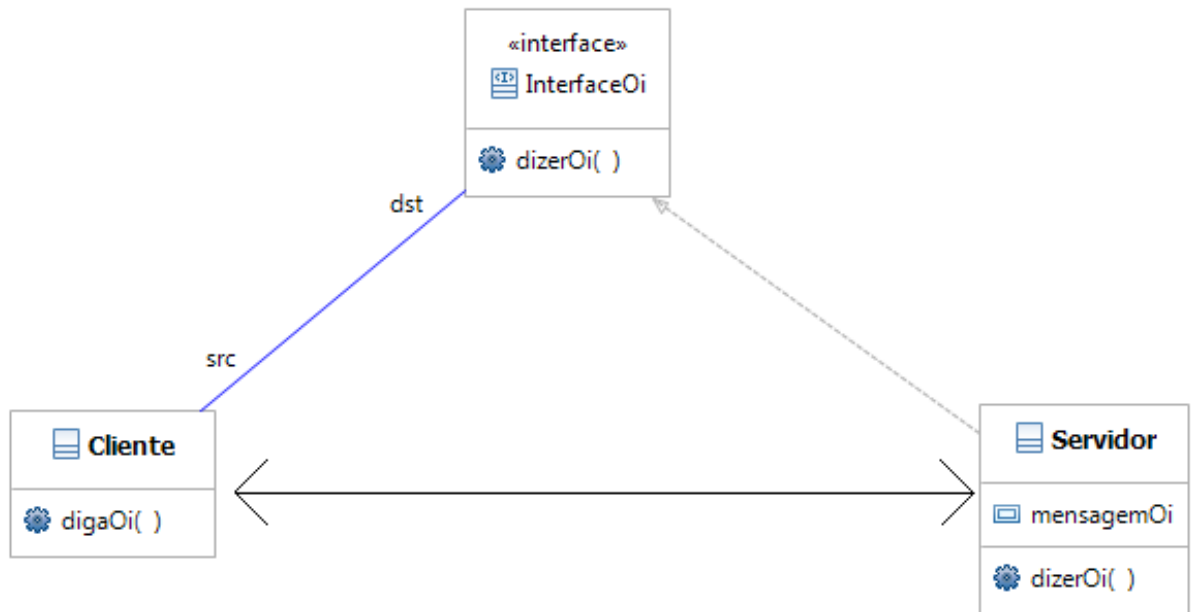 «interface»
InterfaceOi
dizerOi( )
dst
src
Cliente
digaOi( )
Servidor
mensagemOi
dizerOi( )